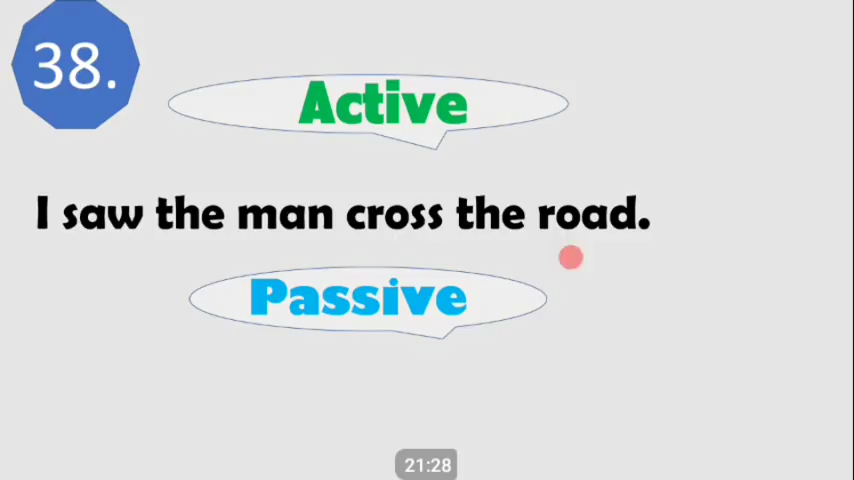 38.
Active
I saw the man cross the road.
Passive
21:28